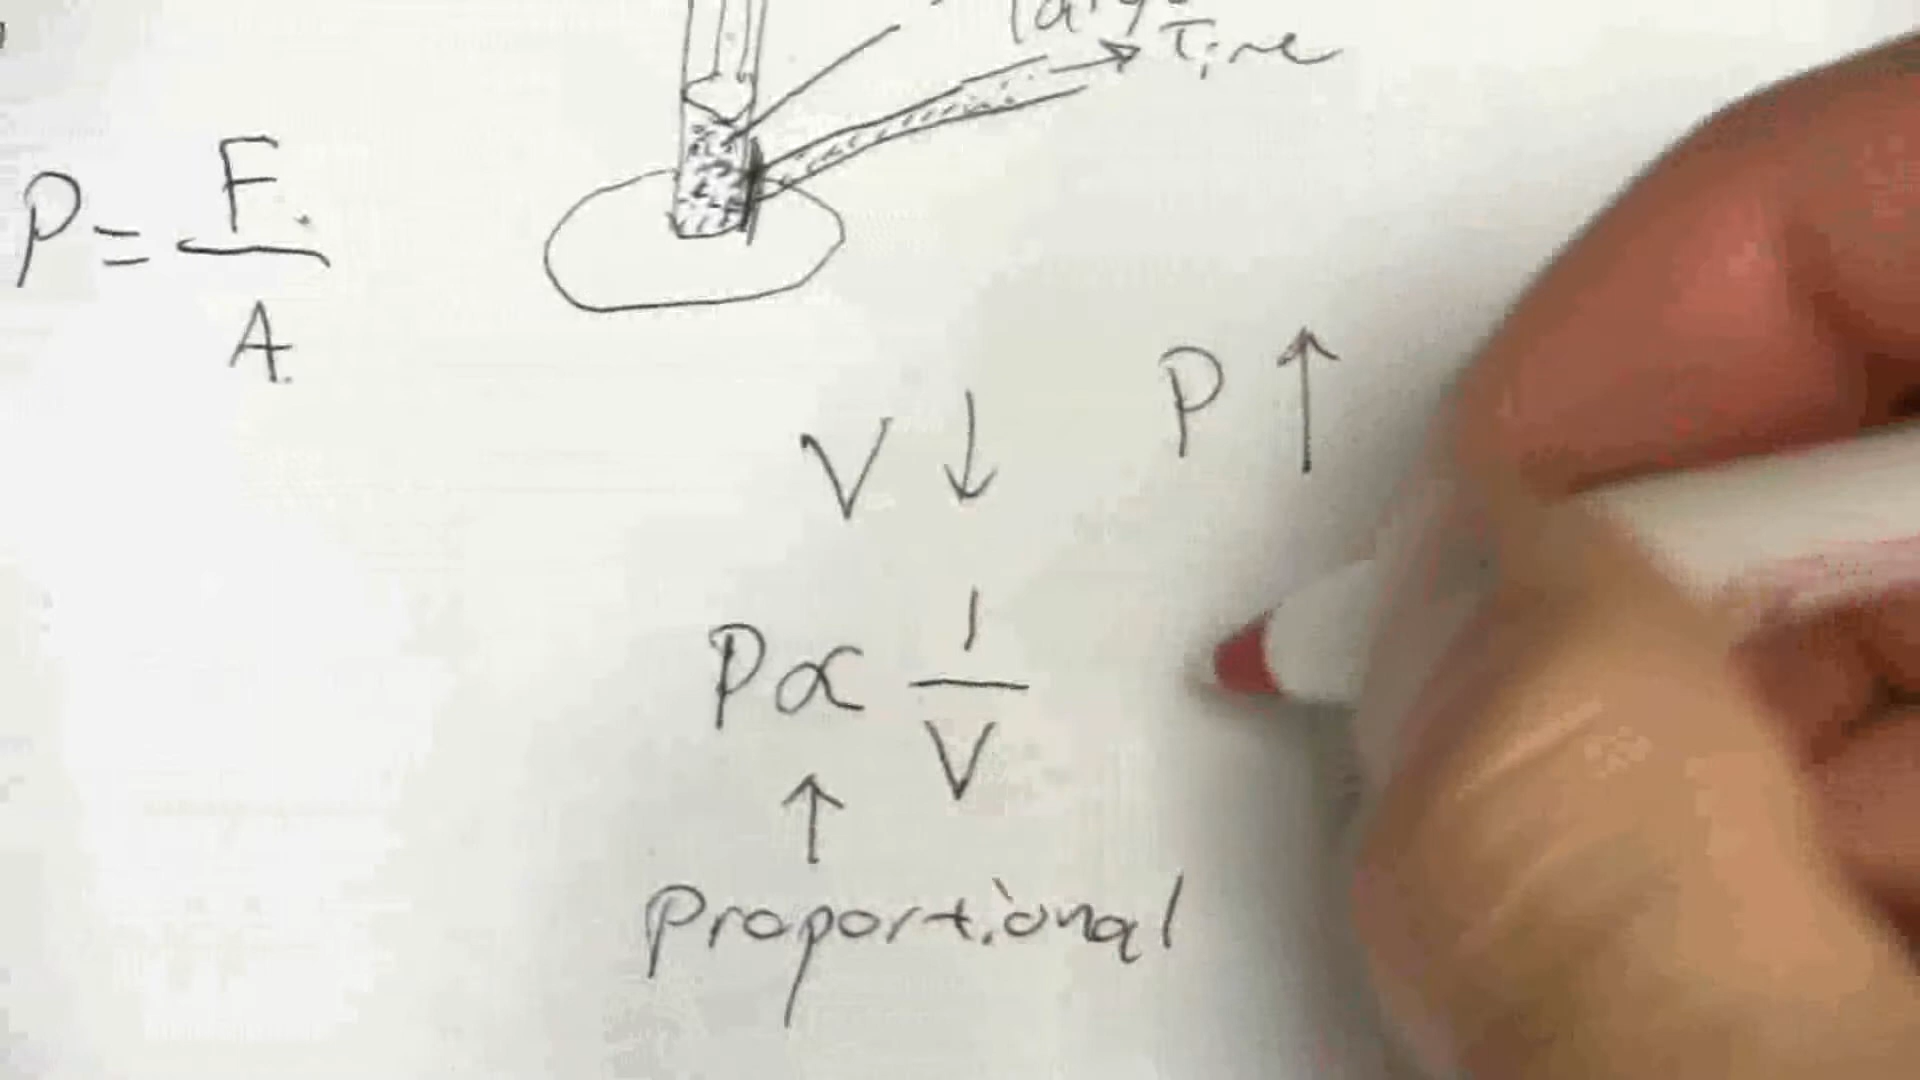 Tire
P = F
A
V ↓ P ↑
P ∝ 1
V
↑
Proportional